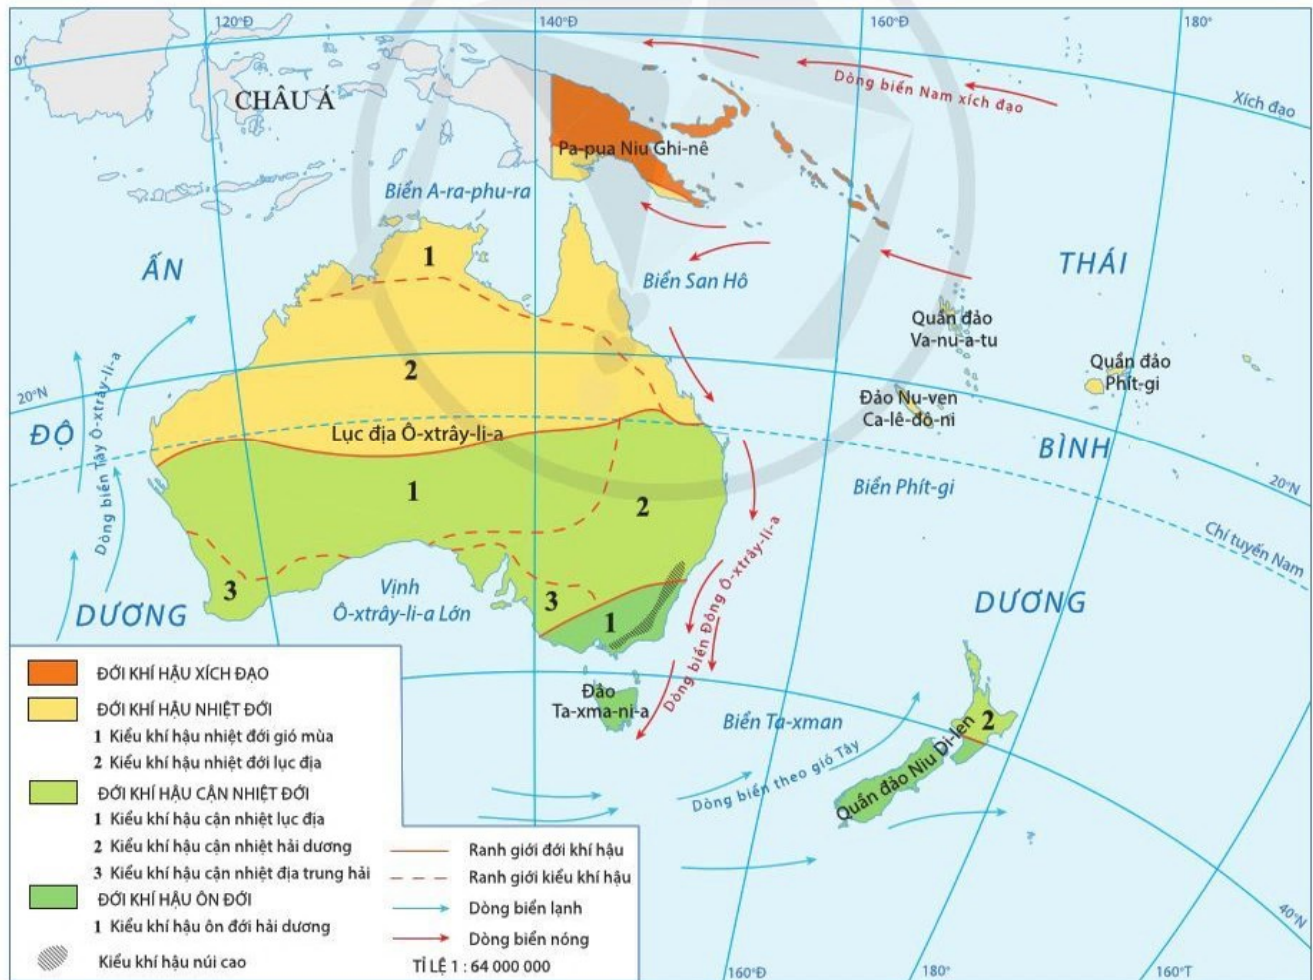 120°Đ
140°Đ
160°Đ
180°
0°
CHÂU Á
Dòng biển Nam xích đạo
Xích đạo
Pa-pua Niu Ghi-nê
Biển A-ra-phu-ra
1
ẤN
Biển San Hô
THÁI
Quần đảo
Va-nu-a-tu
2
Quần đảo
Phít-gi
20°N
Dòng biển Tây Ô-xtrây-li-a
Đảo Nu-ven
Ca-lê-đô-ni
ĐỘ
Lục địa Ô-xtrây-li-a
BÌNH
1
2
Biển Phít-gi
20°N
Chí tuyến Nam
3
Vịnh
Ô-xtrây-li-a Lớn
3
1
DƯƠNG
DƯƠNG
Dòng biển Đông Ô-xtrây-li-a
Đảo
Ta-xma-ni-a
Biển Ta-xman
2
Dòng biển theo gió Tây
Quần đảo Niu Di-len
40°N
160°Đ
180°
160°T
ĐỚI KHÍ HẬU XÍCH ĐẠO
ĐỚI KHÍ HẬU NHIỆT ĐỚI
1 Kiểu khí hậu nhiệt đới gió mùa
2 Kiểu khí hậu nhiệt đới lục địa
ĐỚI KHÍ HẬU CẬN NHIỆT ĐỚI
1 Kiểu khí hậu cận nhiệt lục địa
2 Kiểu khí hậu cận nhiệt hải dương
3 Kiểu khí hậu cận nhiệt địa trung hải
ĐỚI KHÍ HẬU ÔN ĐỚI
1 Kiểu khí hậu ôn đới hải dương
Kiểu khí hậu núi cao
Ranh giới đới khí hậu
Ranh giới kiểu khí hậu
Dòng biển lạnh
Dòng biển nóng
TỈ LỆ 1 : 64 000 000